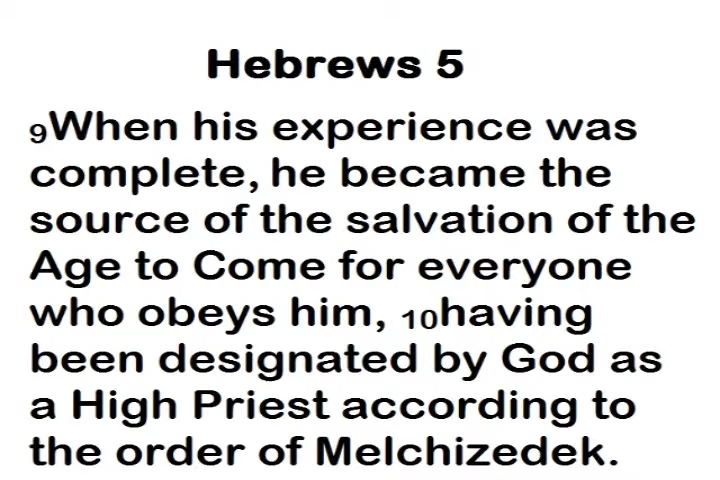 Hebrews 5
9When his experience was
complete, he became the
source of the salvation of the
Age to Come for everyone
who obeys him, 10having
been designated by God as
a High Priest according to
the order of Melchizedek.